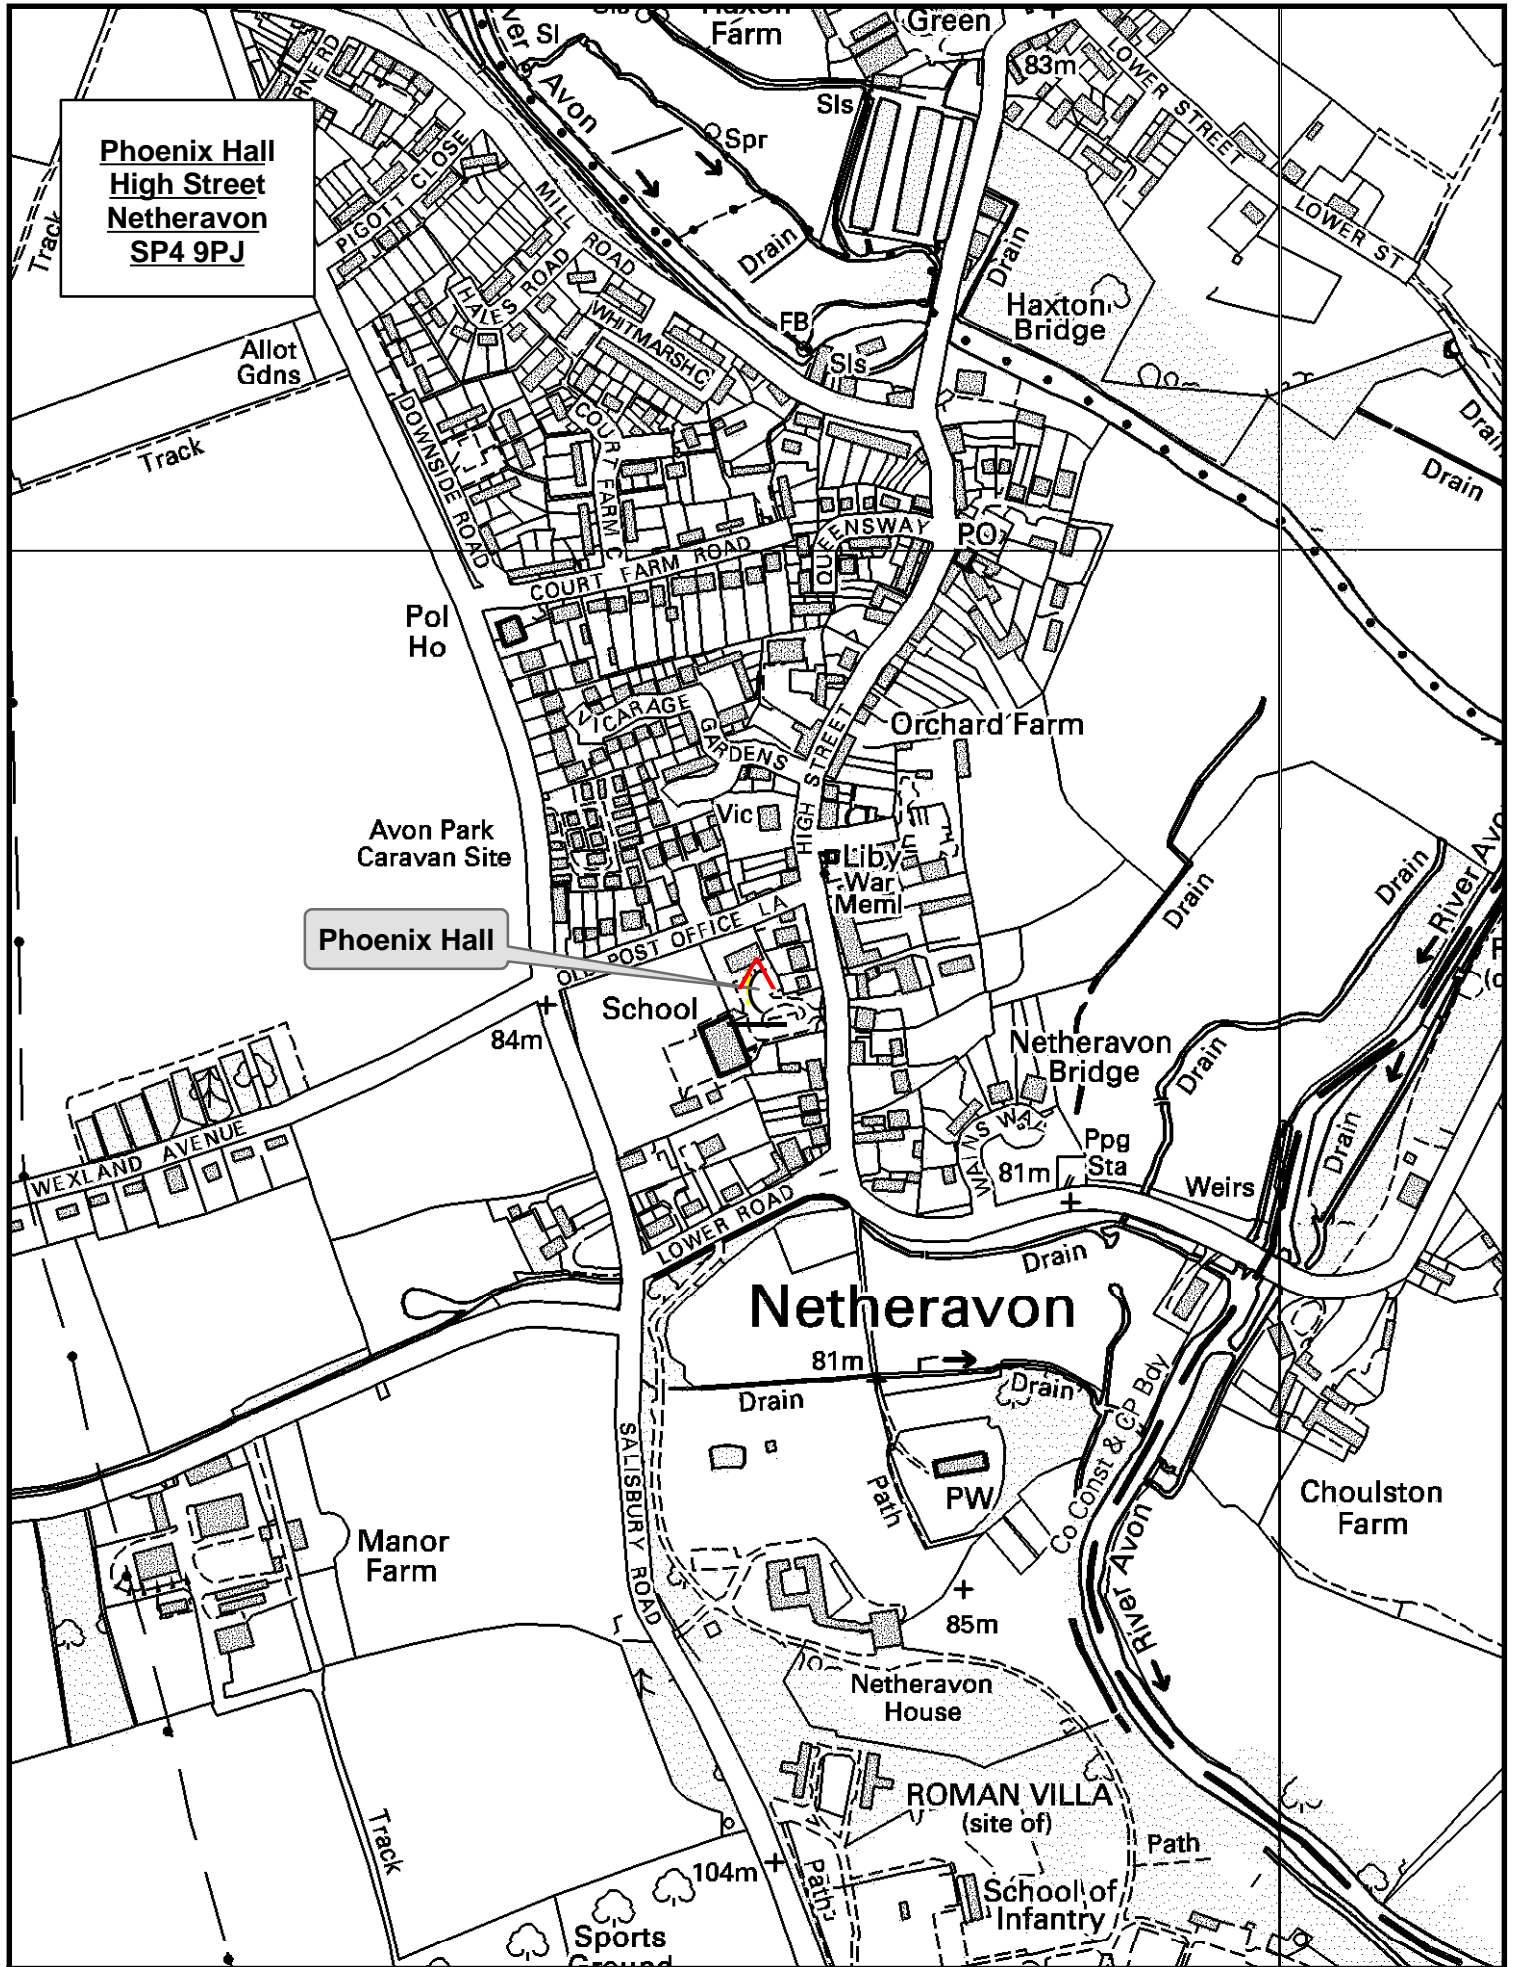 Haxton
Farm
Green
83m
LOWER STREET
Sl
Avon
Sls
Spr
Phoenix Hall
High Street
Netheravon
SP4 9PJ
Track
PIGOTT CLOSE
MILL ROAD
HALES ROAD
WHITMARSH C
Drain
Drain
LOWER ST
Haxton
Bridge
FB
Sls
Allot
Gdns
Track
DOWNSIDE ROAD
COURT FARM C
Drain
Drain
QUEENSWAY
PO
COURT FARM ROAD
Pol
Ho
VICARAGE
GARDENS
HIGH STREET
Orchard Farm
Vic
Avon Park
Caravan Site
Liby
War
Meml
Drain
Drain
River Avo
Phoenix Hall
OLD POST OFFICE LA
School
84m
Netheravon
Bridge
Drain
WEXLAND AVENUE
WAINS WAY
Ppg
Sta
81m
Weirs
Drain
LOWER ROAD
Drain
Netheravon
81m
Drain
Drain
Co Const & CP Bdy
SALISBURY ROAD
Path
PW
Choulston
Farm
Manor
Farm
River Avon
85m
Netheravon
House
ROMAN VILLA
(site of)
Path
Track
104m
Path
School of
Infantry
Sports
Ground